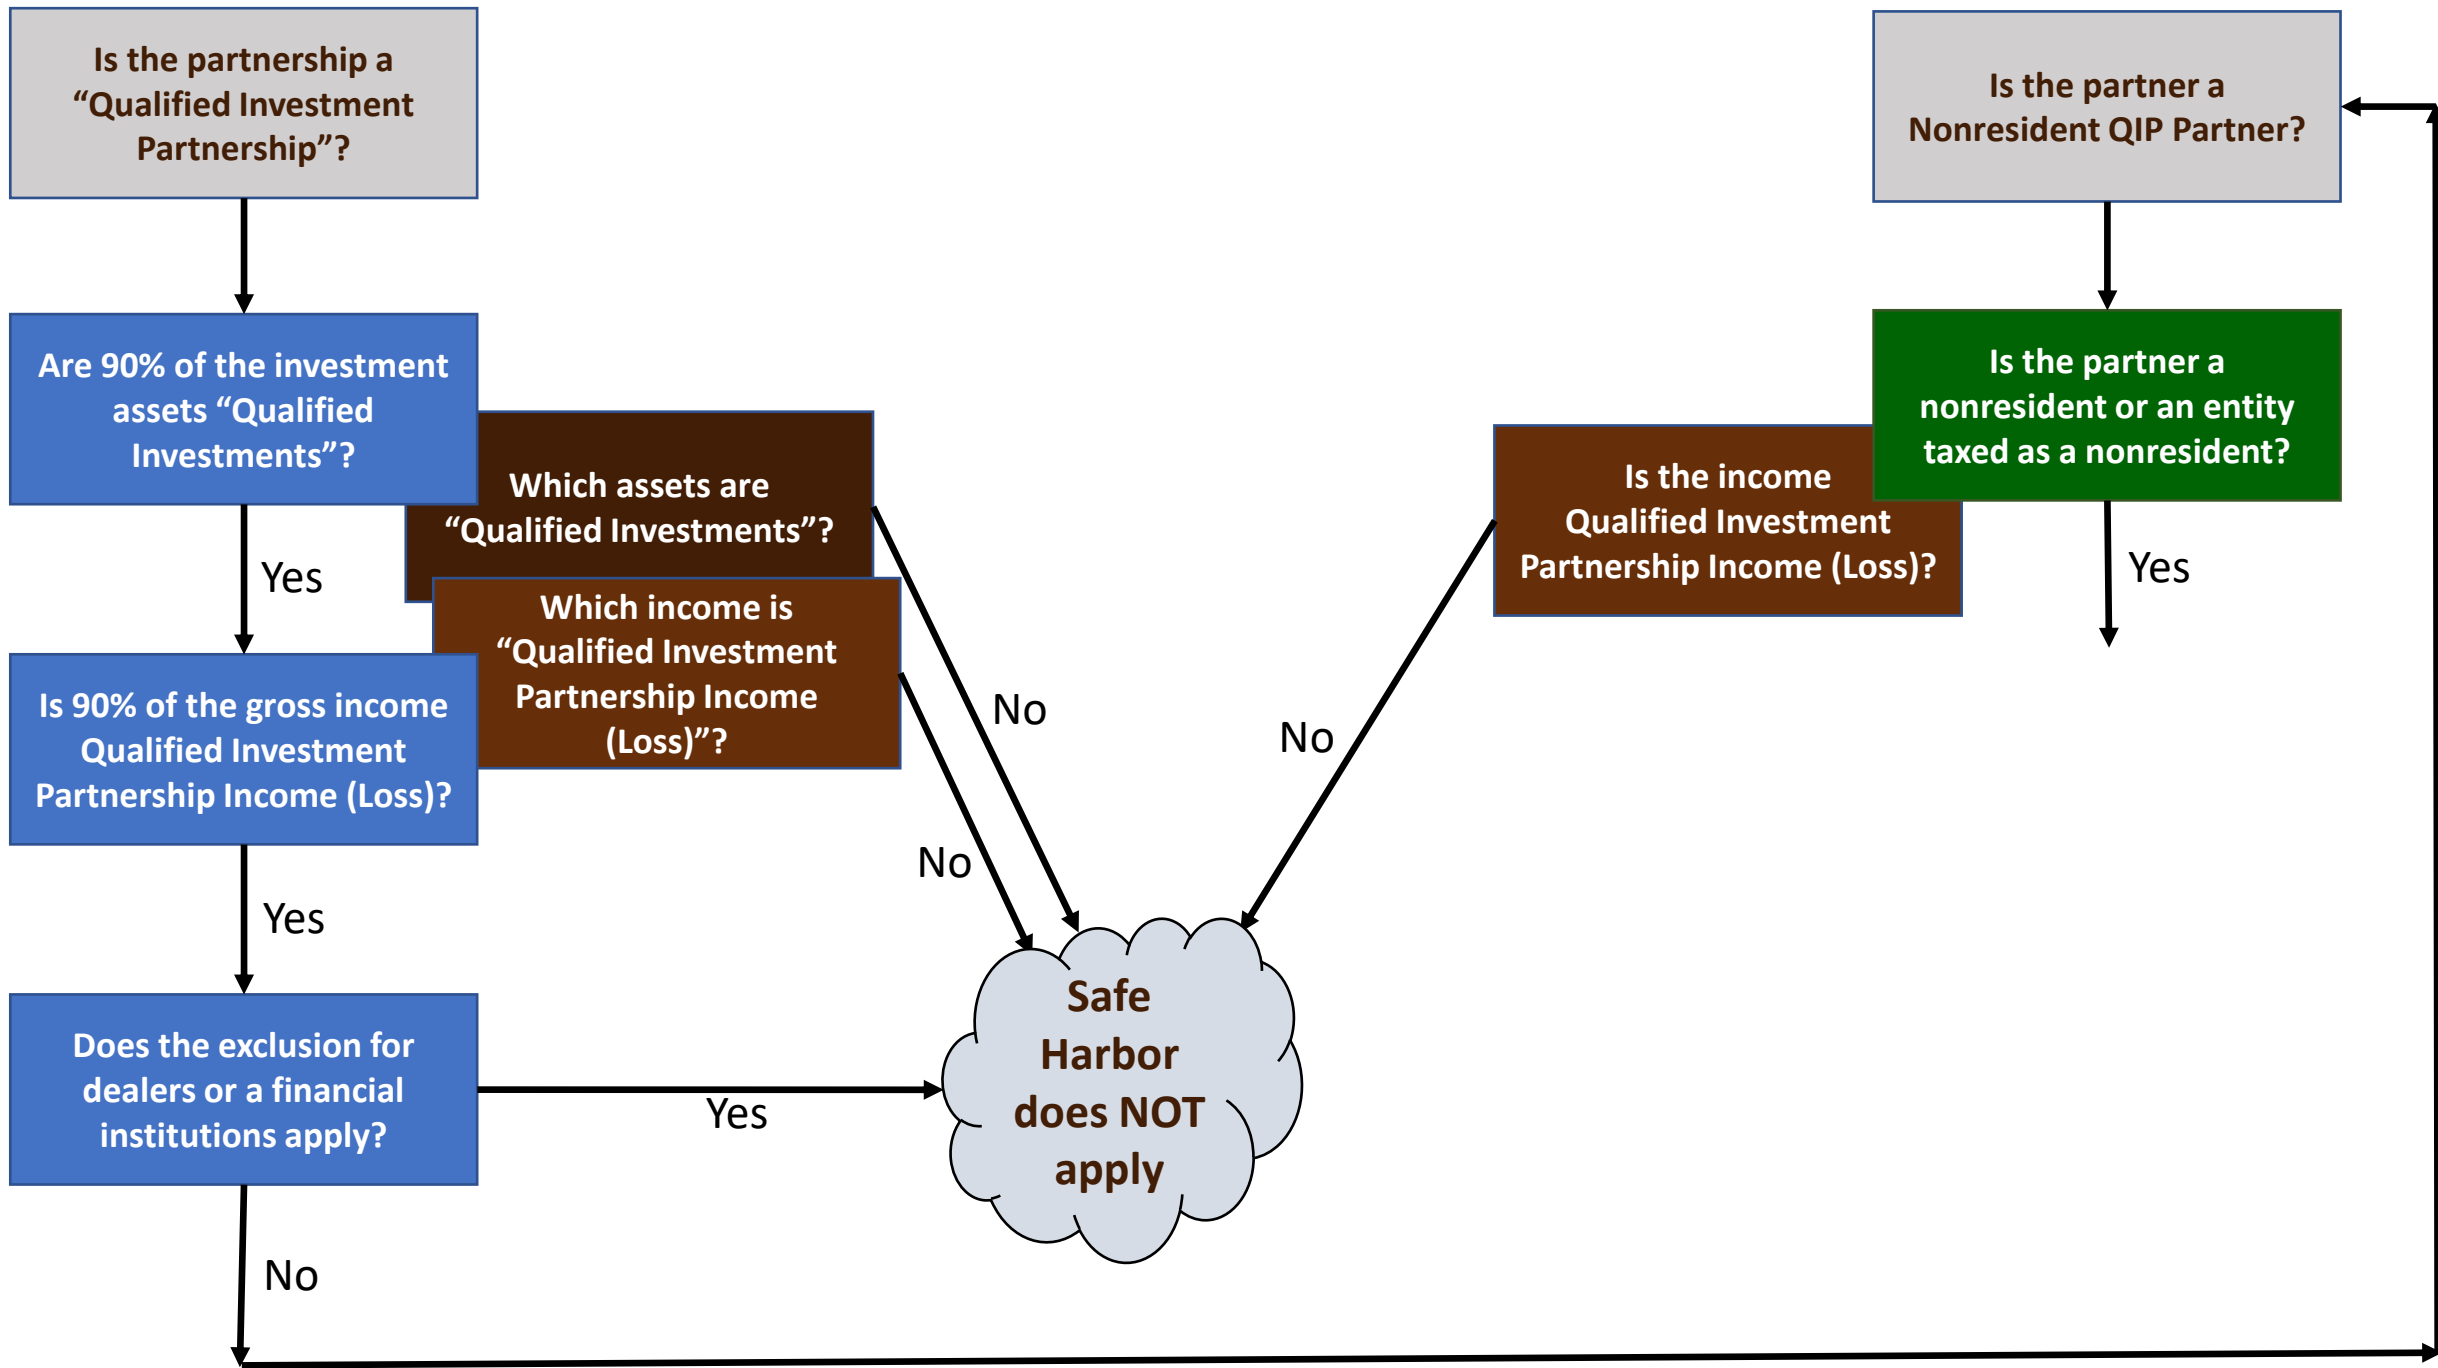 Is the partnership a
“Qualified Investment
Partnership”?
Are 90% of the investment
assets “Qualified
Investments”?
Which assets are
“Qualified Investments”?
Yes
Which income is
“Qualified Investment
Partnership Income
(Loss)”?
Is 90% of the gross income
Qualified Investment
Partnership Income (Loss)?
No
No
Yes
Does the exclusion for
dealers or a financial
institutions apply?
Yes
No
Safe
Harbor
does NOT
apply
Is the partner a
Nonresident QIP Partner?
Is the partner a
nonresident or an entity
taxed as a nonresident?
Is the income
Qualified Investment
Partnership Income (Loss)?
Yes
No